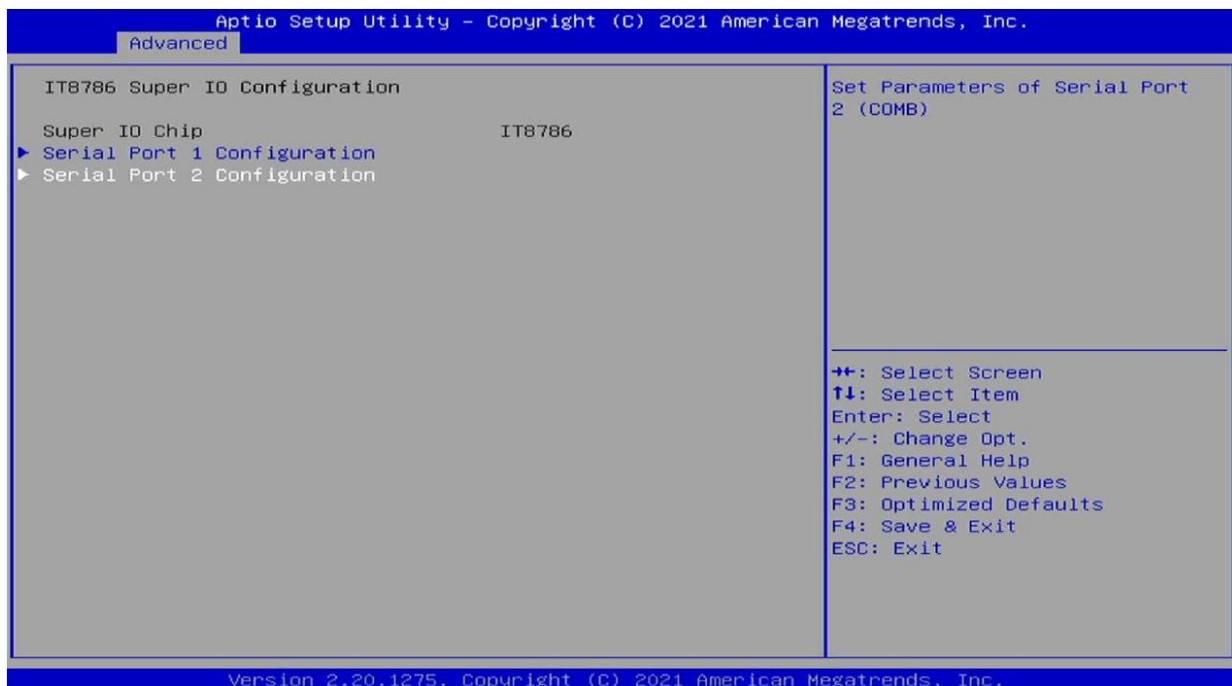 Aptio Setup Utility – Copyright (C) 2021 American Megatrends, Inc.
Advanced
IT8786 Super IO Configuration
Super IO Chip IT8786
▶ Serial Port 1 Configuration
▶ Serial Port 2 Configuration
Set Parameters of Serial Port
2 (COMB)
→←: Select Screen
↑↓: Select Item
Enter: Select
+/-: Change Opt.
F1: General Help
F2: Previous Values
F3: Optimized Defaults
F4: Save & Exit
ESC: Exit
Version 2.20.1275. Copyright (C) 2021 American Megatrends, Inc.